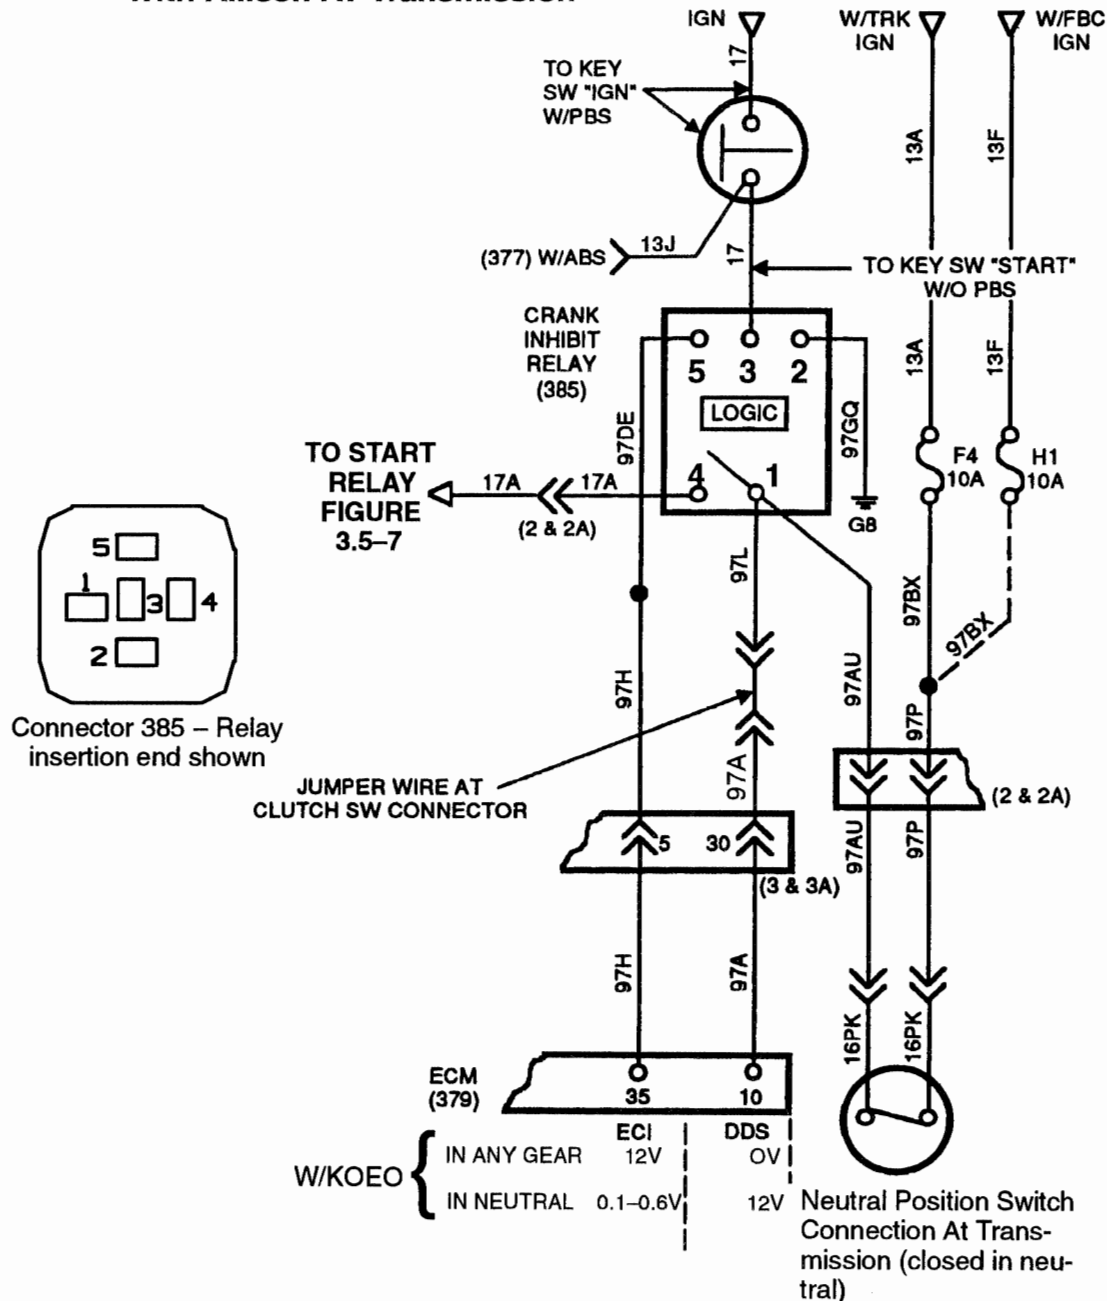 IGN
W/TRK
IGN
W/FBC
IGN
17
TO KEY
SW "IGN"
W/PBS
13A
13F
(377) W/ABS
13J
17
TO KEY SW "START"
W/O PBS
CRANK
INHIBIT
RELAY
(385)
5 3 2
LOGIC
4 1
13A
13F
97DE
97GQ
F4
10A
H1
10A
TO START
RELAY
FIGURE
3.5–7
17A
17A
(2 & 2A)
G8
5
1
3
4
2
Connector 385 – Relay
insertion end shown
97L
97BX
97BX
97H
97AU
97P
97A
JUMPER WIRE AT
CLUTCH SW CONNECTOR
(2 & 2A)
5
30
(3 & 3A)
97AU
97P
97H
97A
16PK
16PK
ECM
(379)
35
10
ECI
DDS
W/KOEO
IN ANY GEAR 12V 0V
IN NEUTRAL 0.1–0.6V 12V
Neutral Position Switch
Connection At Trans-
mission (closed in neu-
tral)